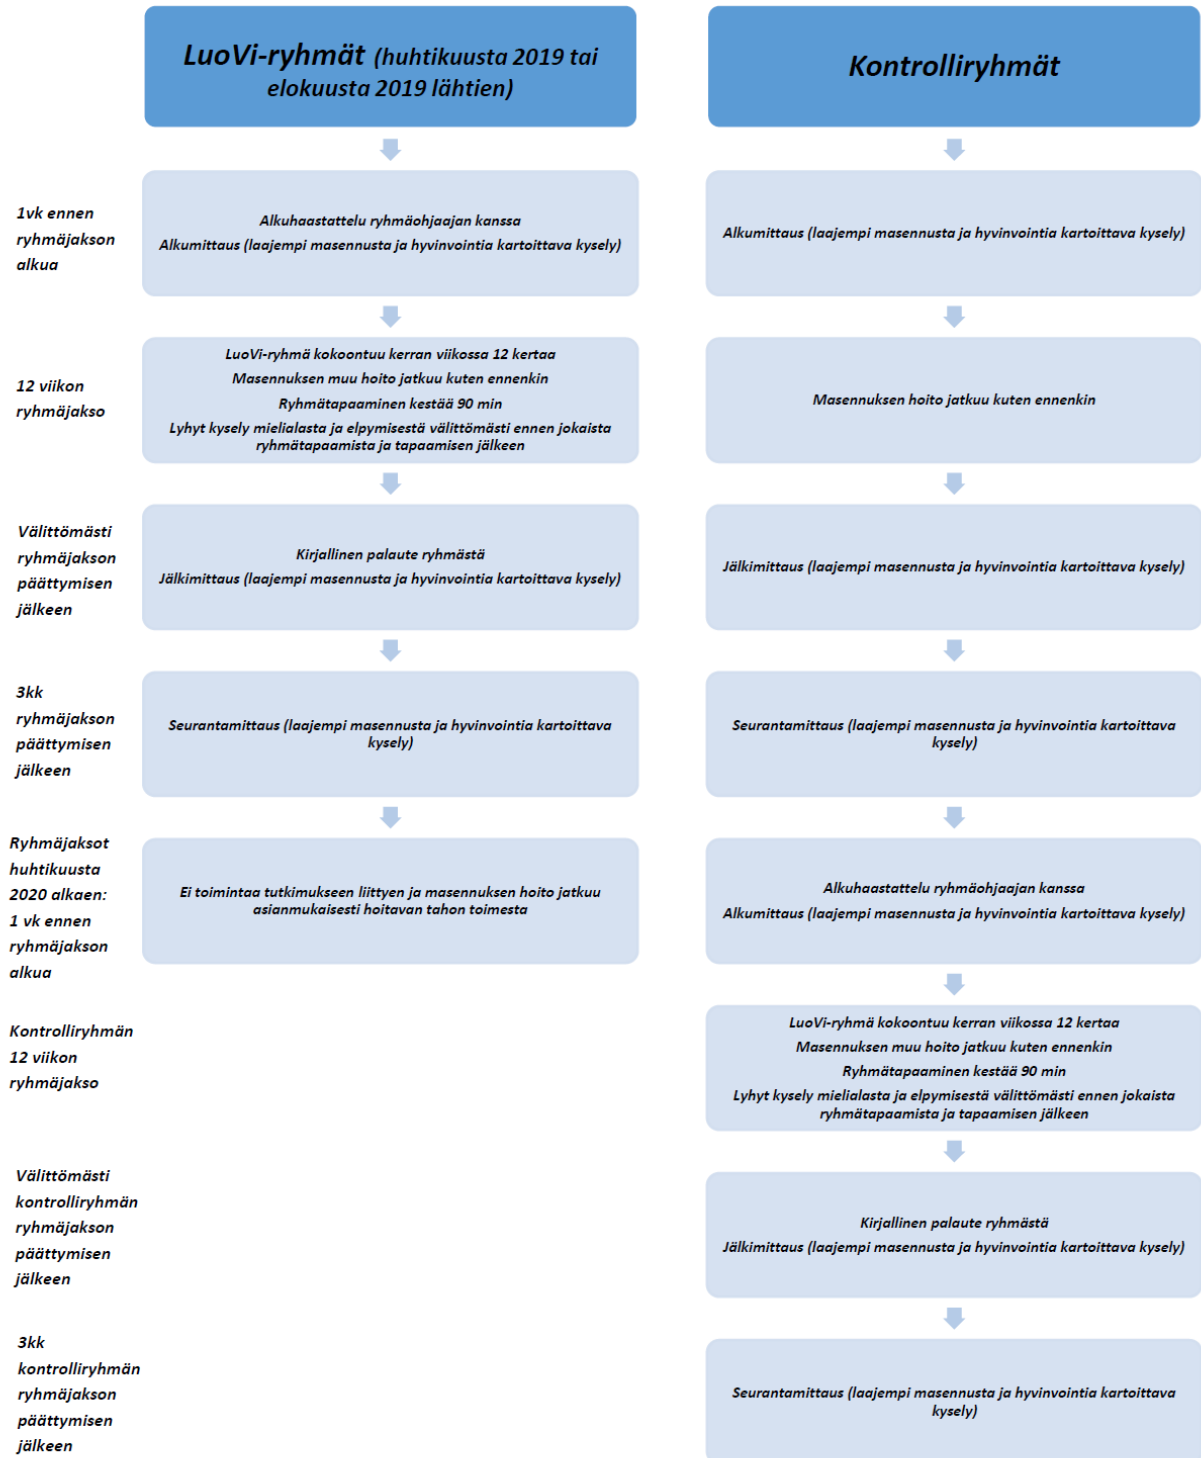 LuoVi-ryhmät (huhtikuusta 2019 tai
elokuusta 2019 lähtien)
Kontrolliryhmät
1vk ennen
ryhmäjakson
alkua
Alkuhaastattelu ryhmäohjaajan kanssa
Alkumittaus (laajempi masennusta ja hyvinvointia kartoittava kysely)
Alkumittaus (laajempi masennusta ja hyvinvointia kartoittava kysely)
12 viikon
ryhmäjakso
LuoVi-ryhmä kokoontuu kerran viikossa 12 kertaa
Masennuksen muu hoito jatkuu kuten ennenkin
Ryhmätapaaminen kestää 90 min
Lyhyt kysely mielialasta ja elpymisestä välittömästi ennen jokaista
ryhmätapaamista ja tapaamisen jälkeen
Masennuksen hoito jatkuu kuten ennenkin
Välittömästi
ryhmäjakson
päättymisen
jälkeen
Kirjallinen palaute ryhmästä
Jälkimittaus (laajempi masennusta ja hyvinvointia kartoittava kysely)
Jälkimittaus (laajempi masennusta ja hyvinvointia kartoittava kysely)
3kk
ryhmäjakson
päättymisen
jälkeen
Seurantamittaus (laajempi masennusta ja hyvinvointia kartoittava
kysely)
Seurantamittaus (laajempi masennusta ja hyvinvointia kartoittava
kysely)
Ryhmäjaksot
huhtikuusta
2020 alkaen:
1 vk ennen
ryhmäjakson
alkua
Ei toimintaa tutkimukseen liittyen ja masennuksen hoito jatkuu
asianmukaisesti hoitavan tahon toimesta
Alkuhaastattelu ryhmäohjaajan kanssa
Alkumittaus (laajempi masennusta ja hyvinvointia kartoittava kysely)
Kontrolliryhmän
12 viikon
ryhmäjakso
LuoVi-ryhmä kokoontuu kerran viikossa 12 kertaa
Masennuksen muu hoito jatkuu kuten ennenkin
Ryhmätapaaminen kestää 90 min
Lyhyt kysely mielialasta ja elpymisestä välittömästi ennen jokaista
ryhmätapaamista ja tapaamisen jälkeen
Välittömästi
kontrolliryhmän
ryhmäjakson
päättymisen
jälkeen
Kirjallinen palaute ryhmästä
Jälkimittaus (laajempi masennusta ja hyvinvointia kartoittava kysely)
3kk
kontrolliryhmän
ryhmäjakson
päättymisen
jälkeen
Seurantamittaus (laajempi masennusta ja hyvinvointia kartoittava
kysely)